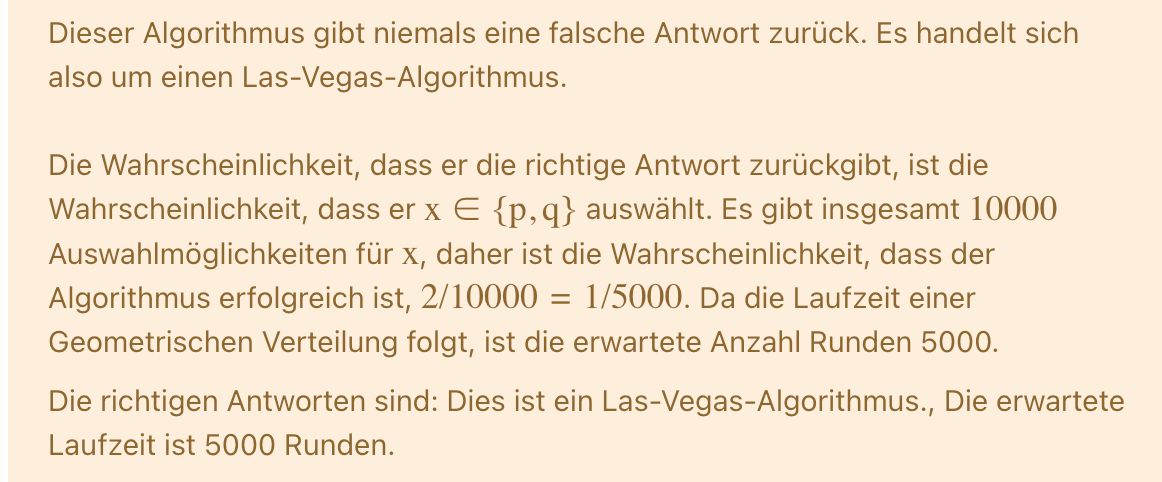 Dieser Algorithmus gibt niemals eine falsche Antwort zurück. Es handelt sich
also um einen Las-Vegas-Algorithmus.
Die Wahrscheinlichkeit, dass er die richtige Antwort zurückgibt, ist die
Wahrscheinlichkeit, dass er x ∈ {p, q} auswählt. Es gibt insgesamt 10000
Auswahlmöglichkeiten für x, daher ist die Wahrscheinlichkeit, dass der
Algorithmus erfolgreich ist, 2/10000 = 1/5000. Da die Laufzeit einer
Geometrischen Verteilung folgt, ist die erwartete Anzahl Runden 5000.
Die richtigen Antworten sind: Dies ist ein Las-Vegas-Algorithmus., Die erwartete
Laufzeit ist 5000 Runden.